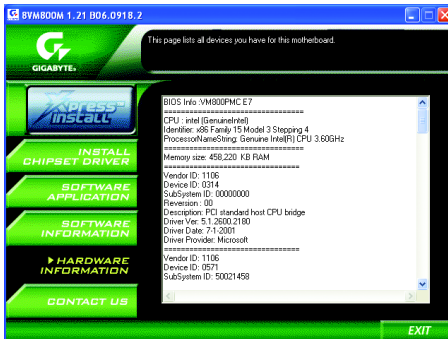 8VM800M 1.21 B06.0918.2
GIGABYTE™
This page lists all devices you have for this motherboard.
Xpress™
install
INSTALL
CHIPSET DRIVER
SOFTWARE
APPLICATION
SOFTWARE
INFORMATION
HARDWARE
INFORMATION
CONTACT US
BIOS Info :VM800PMC E7
================================
CPU : intel (GenuineIntel)
Identifier: x86 Family 15 Model 3 Stepping 4
ProcessorNameString: Genuine Intel(R) CPU 3.60GHz
================================
Memory size: 458,220 KB RAM
================================
Vendor ID: 1106
Device ID: 0314
SubSystem ID: 00000000
Reversion : 00
Description: PCI standard host CPU bridge
Driver Ver: 5.1.2600.2180
Driver Date: 7-1-2001
Driver Provider: Microsoft
================================
Vendor ID: 1106
Device ID: 0571
SubSystem ID: 50021458
EXIT